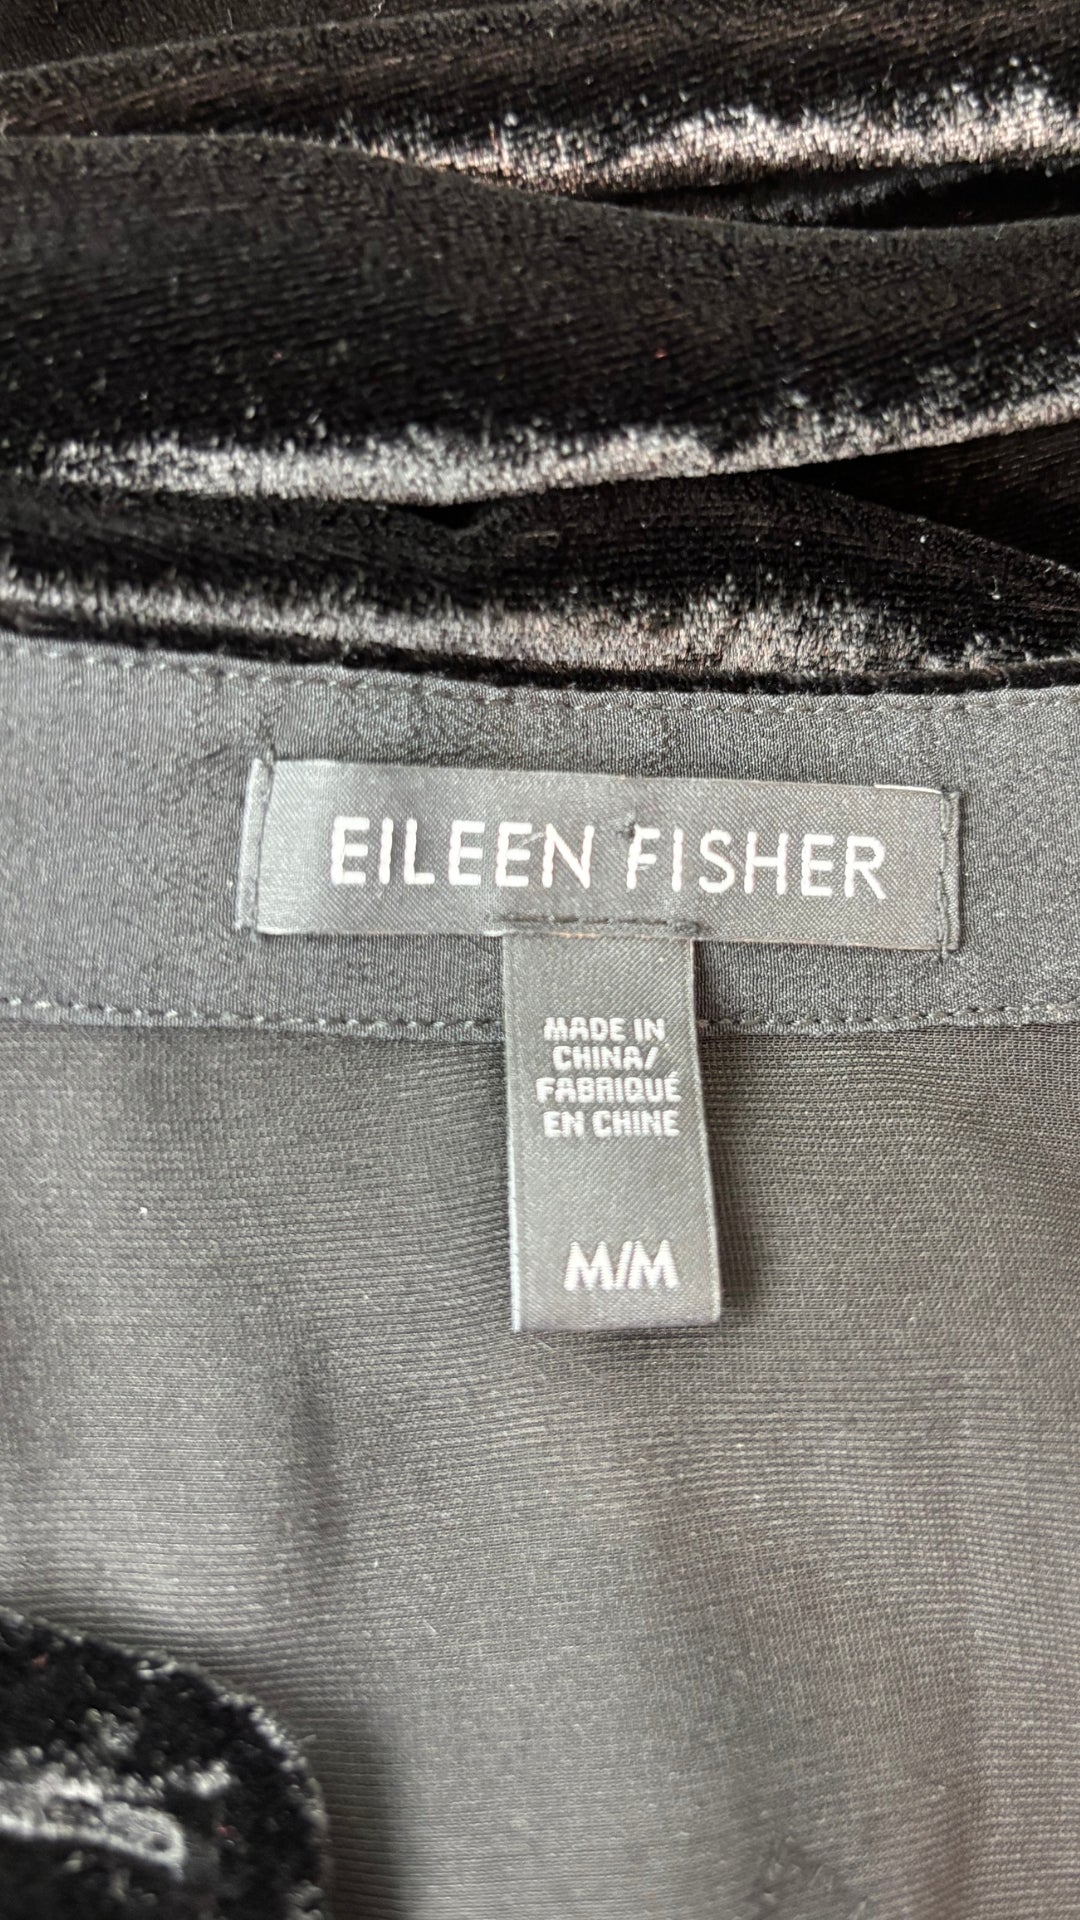 EILEEN FISHER
MADE IN
CHINA/
FABRIQUÉ
EN CHINE
M/M